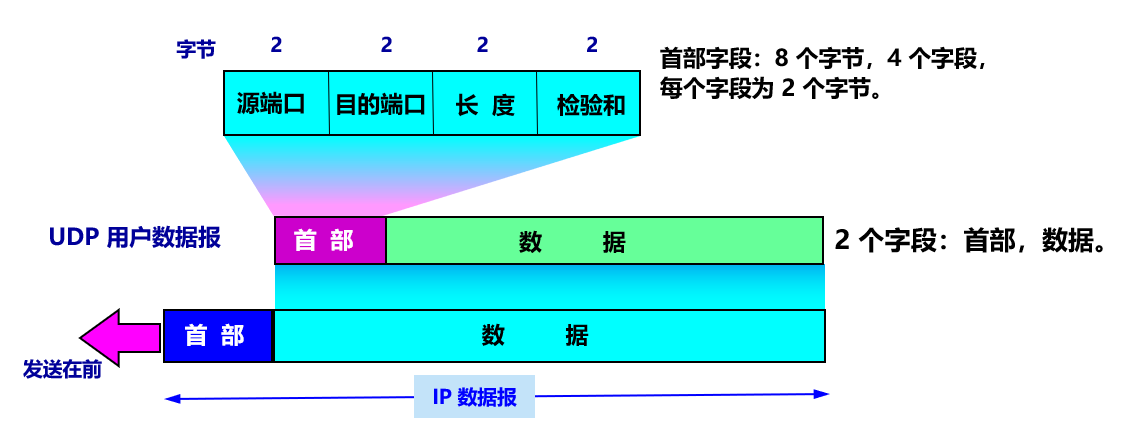 字节 2 2 2 2
首部字段：8 个字节，4 个字段，
每个字段为 2 个字节。
源端口 目的端口 长 度 检验和
UDP 用户数据报 首 部 数 据 2 个字段：首部，数据。
首 部 数 据
发送在前
IP 数据报